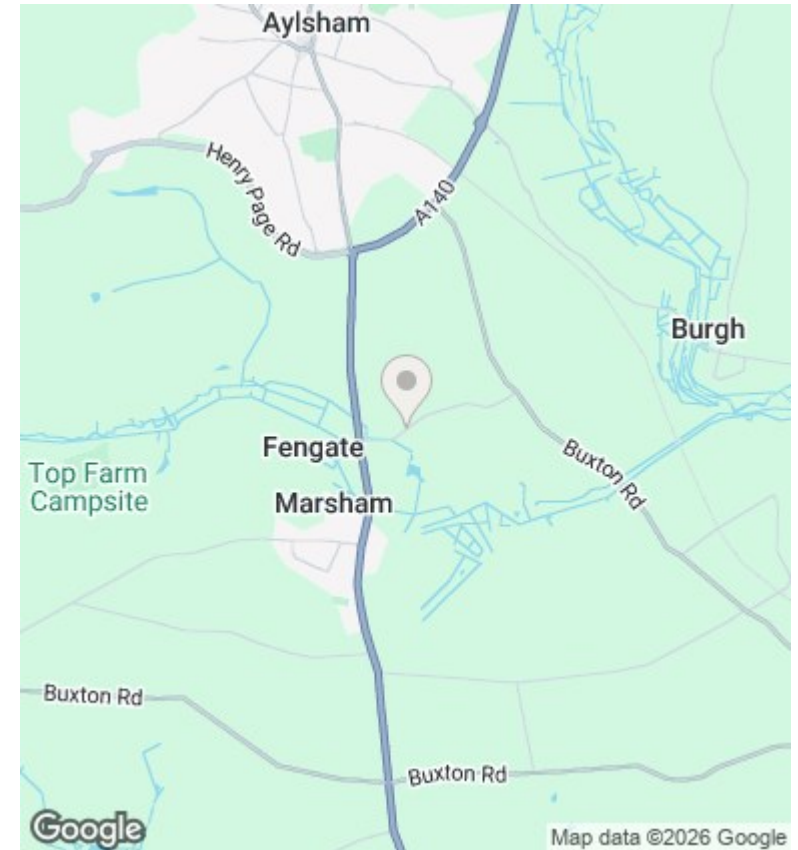 Aylsham
Henry Page Rd
A140
Burgh
Fengate
Top Farm
Campsite
Buxton Rd
Marsham
Buxton Rd
Buxton Rd
Google
Map data ©2026 Google